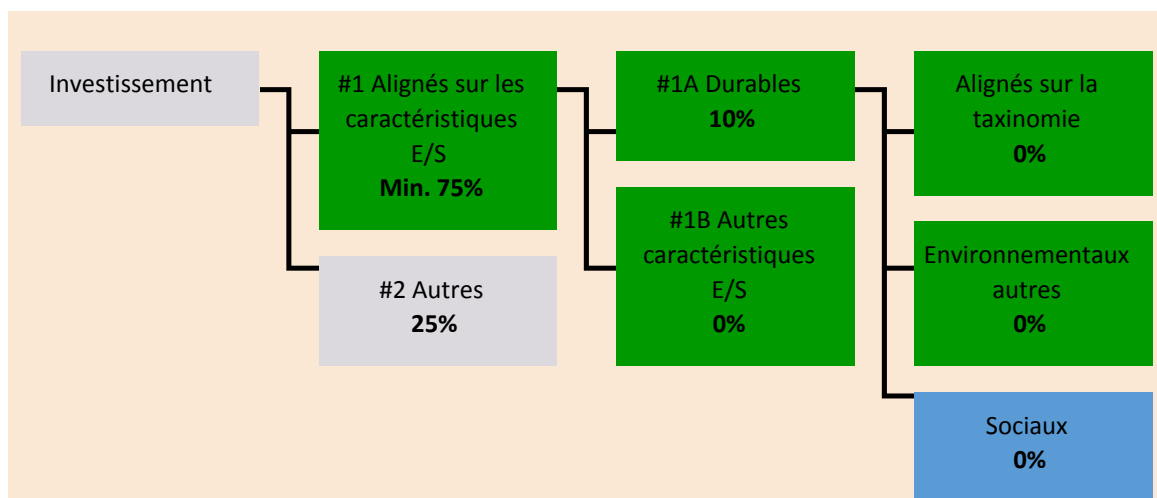 Investissement
#1 Alignés sur les
caractéristiques
E/S
Min. 75%
#2 Autres
25%
#1A Durables
10%
#1B Autres
caractéristiques
E/S
0%
Alignés sur la
taxinomie
0%
Environnementaux
autres
0%
Sociaux
0%